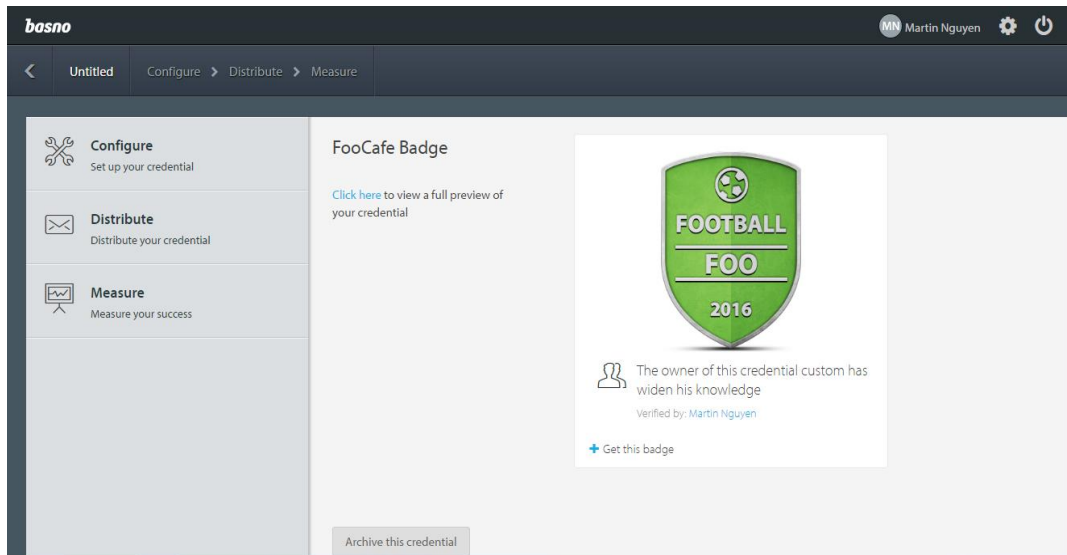 basno
MN Martin Nguyen
Untitled Configure > Distribute > Measure
Configure
Set up your credential
Distribute
Distribute your credential
Measure
Measure your success
FooCafe Badge
Click here to view a full preview of
your credential
FOOTBALL
FOO
2016
The owner of this credential custom has
widen his knowledge
Verified by: Martin Nguyen
+ Get this badge
Archive this credential